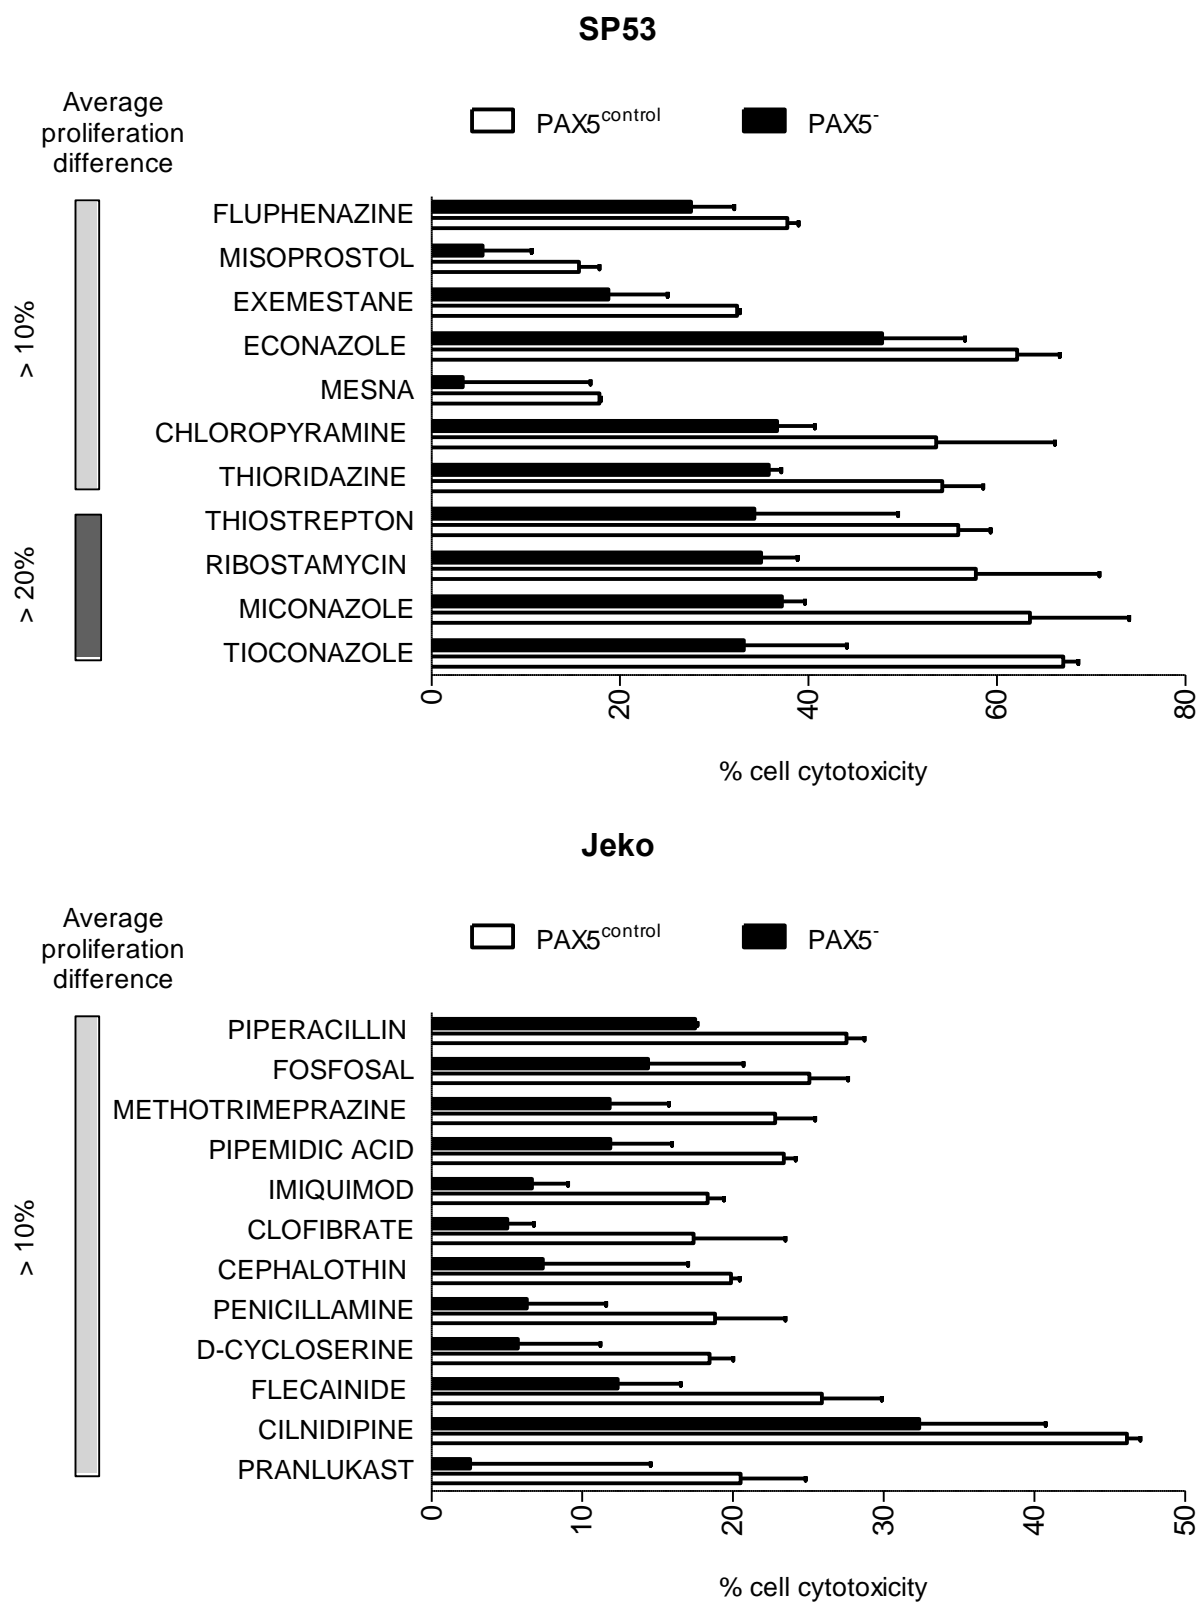 SP53
Average
proliferation
difference
PAX5control
PAX5-
> 10%
> 20%
FLUPHENAZINE
MISOPROSTOL
EXEMESTANE
ECONAZOLE
MESNA
CHLOROPYRAMINE
THIORIDAZINE
THIOSTREPTON
RIBOSTAMYCIN
MICONAZOLE
TIOCONAZOLE
0 20 40 60 80
% cell cytotoxicity
Jeko
Average
proliferation
difference
PAX5control
PAX5-
> 10%
PIPERACILLIN
FOSFOSAL
METHOTRIMEPRAZINE
PIPEMIDIC ACID
IMIQUIMOD
CLOFIBRATE
CEPHALOTHIN
PENICILLAMINE
D-CYCLOSERINE
FLECAINIDE
CILNIDIPINE
PRANLUKAST
0 10 20 30 40 50
% cell cytotoxicity